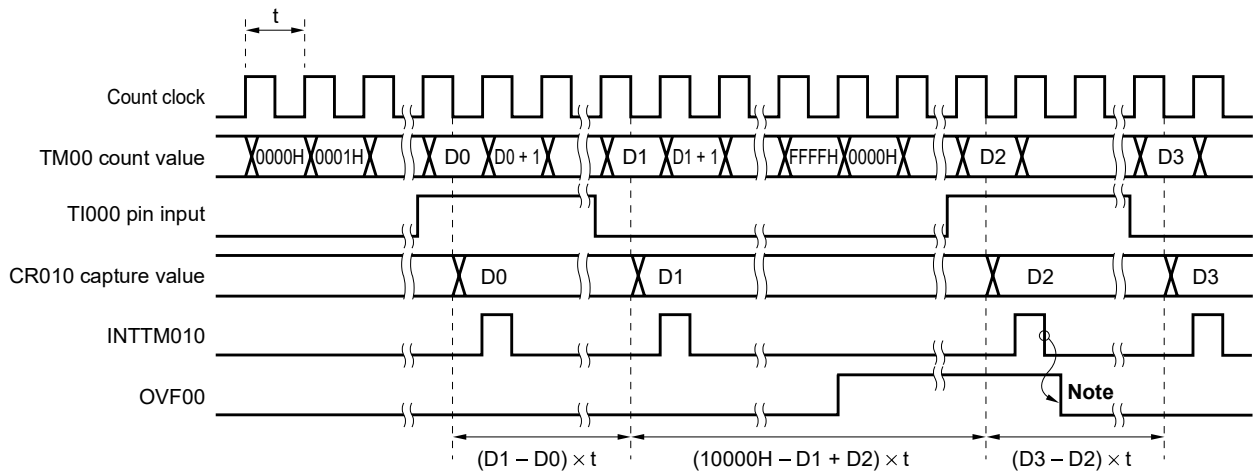 t
Count clock
TM00 count value
0000H 0001H D0 D0 + 1 D1 D1 + 1 FFFFH 0000H D2 D3
TI000 pin input
CR010 capture value
D0 D1 D2 D3
INTTM010
OVF00
Note
(D1 – D0) × t
(10000H – D1 + D2) × t
(D3 – D2) × t